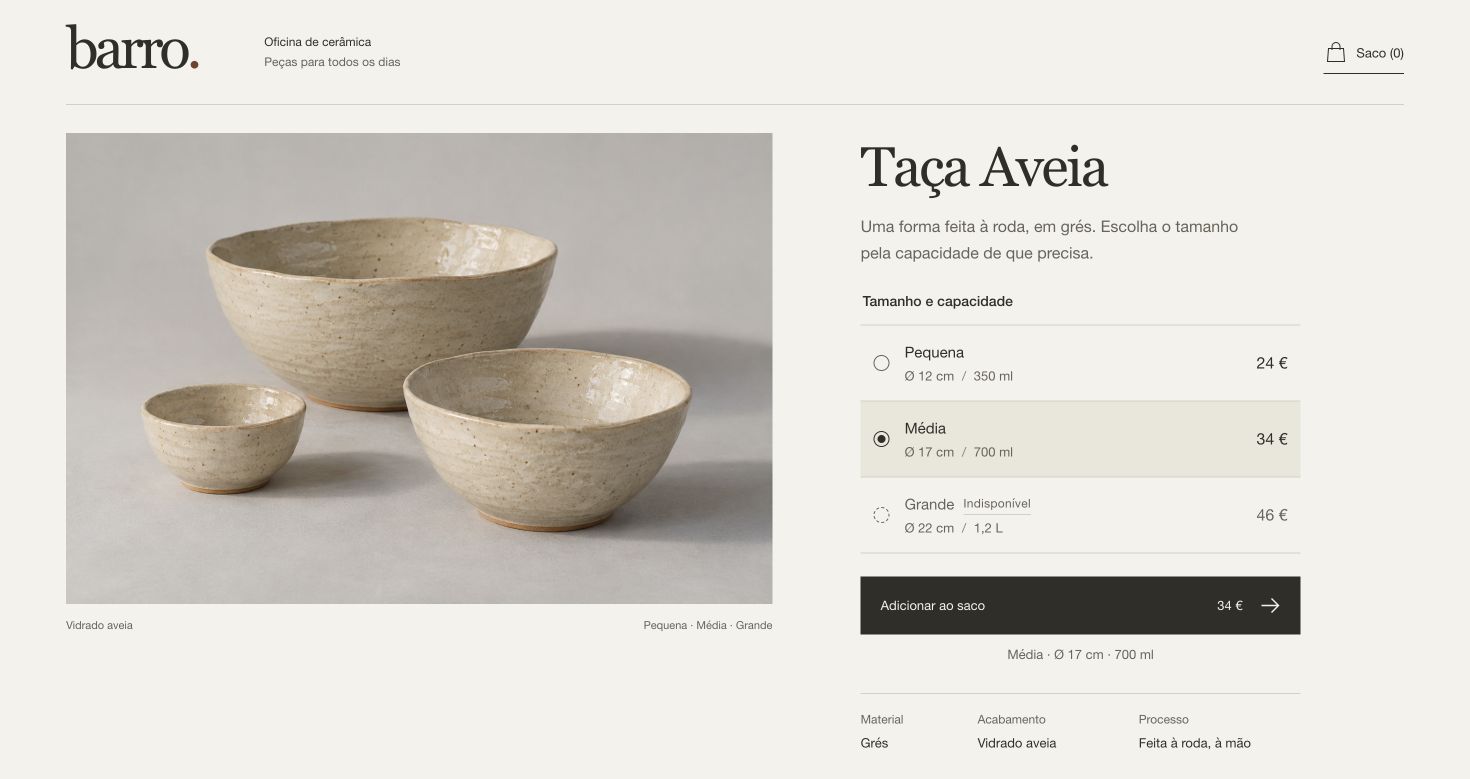 barro.
Oficina de cerâmica
Peças para todos os dias
Saco (0)
Taça Aveia
Uma forma feita à roda, em grés. Escolha o tamanho
pela capacidade de que precisa.
Tamanho e capacidade
Pequena
Ø 12 cm / 350 ml
24 €
Média
Ø 17 cm / 700 ml
34 €
Grande Indisponível
Ø 22 cm / 1,2 L
46 €
Adicionar ao saco 34 €
Média · Ø 17 cm · 700 ml
Vidrado aveia
Pequena · Média · Grande
Material
Grés
Acabamento
Vidrado aveia
Processo
Feita à roda, à mão